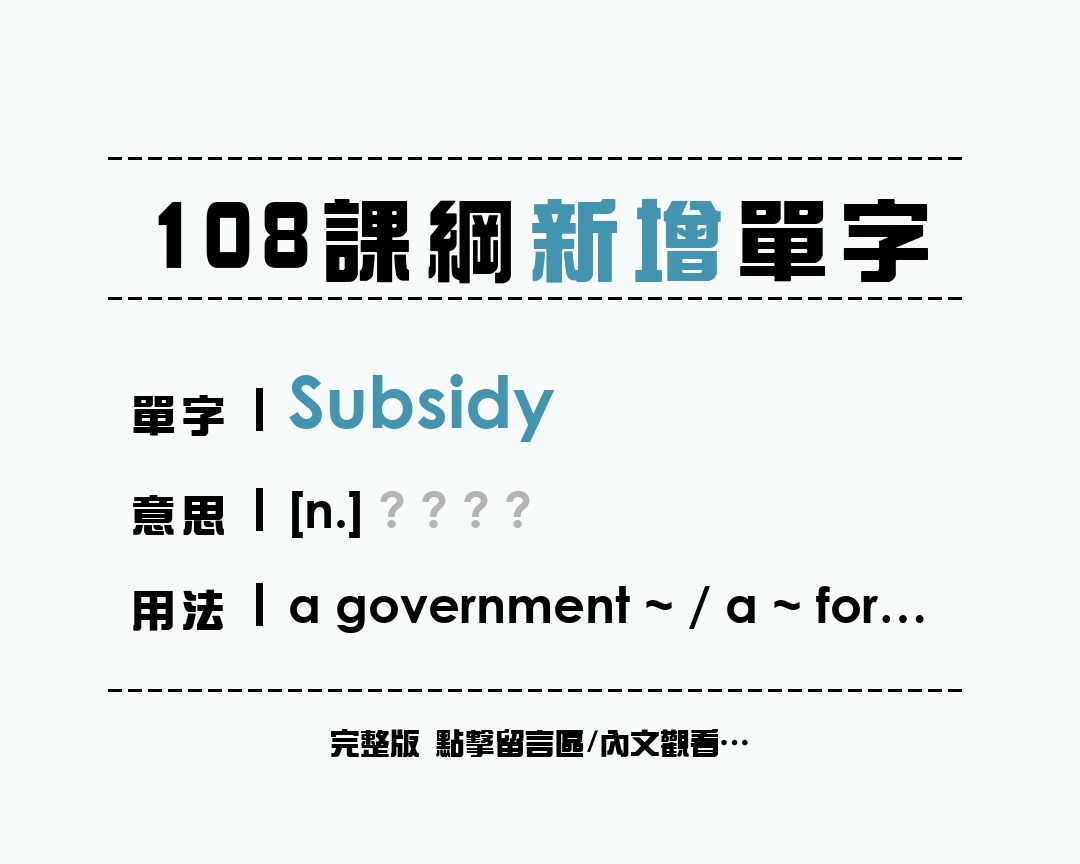 108課綱新增單字
單字 | Subsidy
意思 | [n.] ????
用法 | a government ~ / a ~ for...
完整版 點擊留言區/內文觀看...